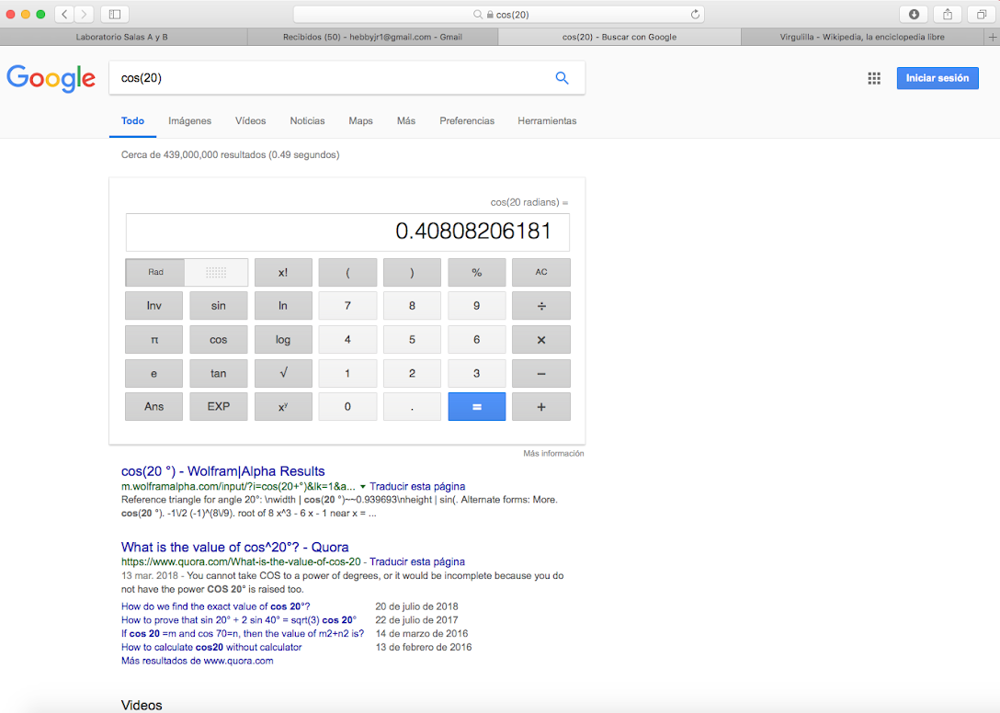 cos(20)
Laboratorio Salas A y B
Recibidos (50) - hebbyjr1@gmail.com - Gmail
cos(20) - Buscar con Google
Virgulilla - Wikipedia, la enciclopedia libre
Google
cos(20)
Iniciar sesión
Todo
Imágenes
Vídeos
Noticias
Maps
Más
Preferencias
Herramientas
Cerca de 439,000,000 resultados (0.49 segundos)
cos(20 radians) =
0.40808206181
Rad x! ( ) % AC
Inv sin ln 7 8 9 ÷
π cos log 4 5 6 ×
e tan √ 1 2 3 −
Ans EXP xʸ 0 . = +
Más información
cos(20 °) - Wolfram|Alpha Results
m.wolframalpha.com/input/?i=cos(20+°)&lk=1&a... ▾ Traducir esta página
Reference triangle for angle 20°: \nwidth | cos(20 °)~~0.939693\nheight | sin(. Alternate forms: More.
cos(20 °). -1\/2 (-1)^(8\/9). root of 8 x^3 - 6 x - 1 near x = ...
What is the value of cos^20°? - Quora
https://www.quora.com/What-is-the-value-of-cos-20 - Traducir esta página
13 mar. 2018 - You cannot take COS to a power of degrees, or it would be incomplete because you do
not have the power COS 20° is raised too.
How do we find the exact value of cos 20°? 20 de julio de 2018
How to prove that sin 20° + 2 sin 40° = sqrt(3) cos 20° 22 de julio de 2017
If cos 20 =m and cos 70=n, then the value of m2+n2 is? 14 de marzo de 2016
How to calculate cos20 without calculator 13 de febrero de 2016
Más resultados de www.quora.com
Videos